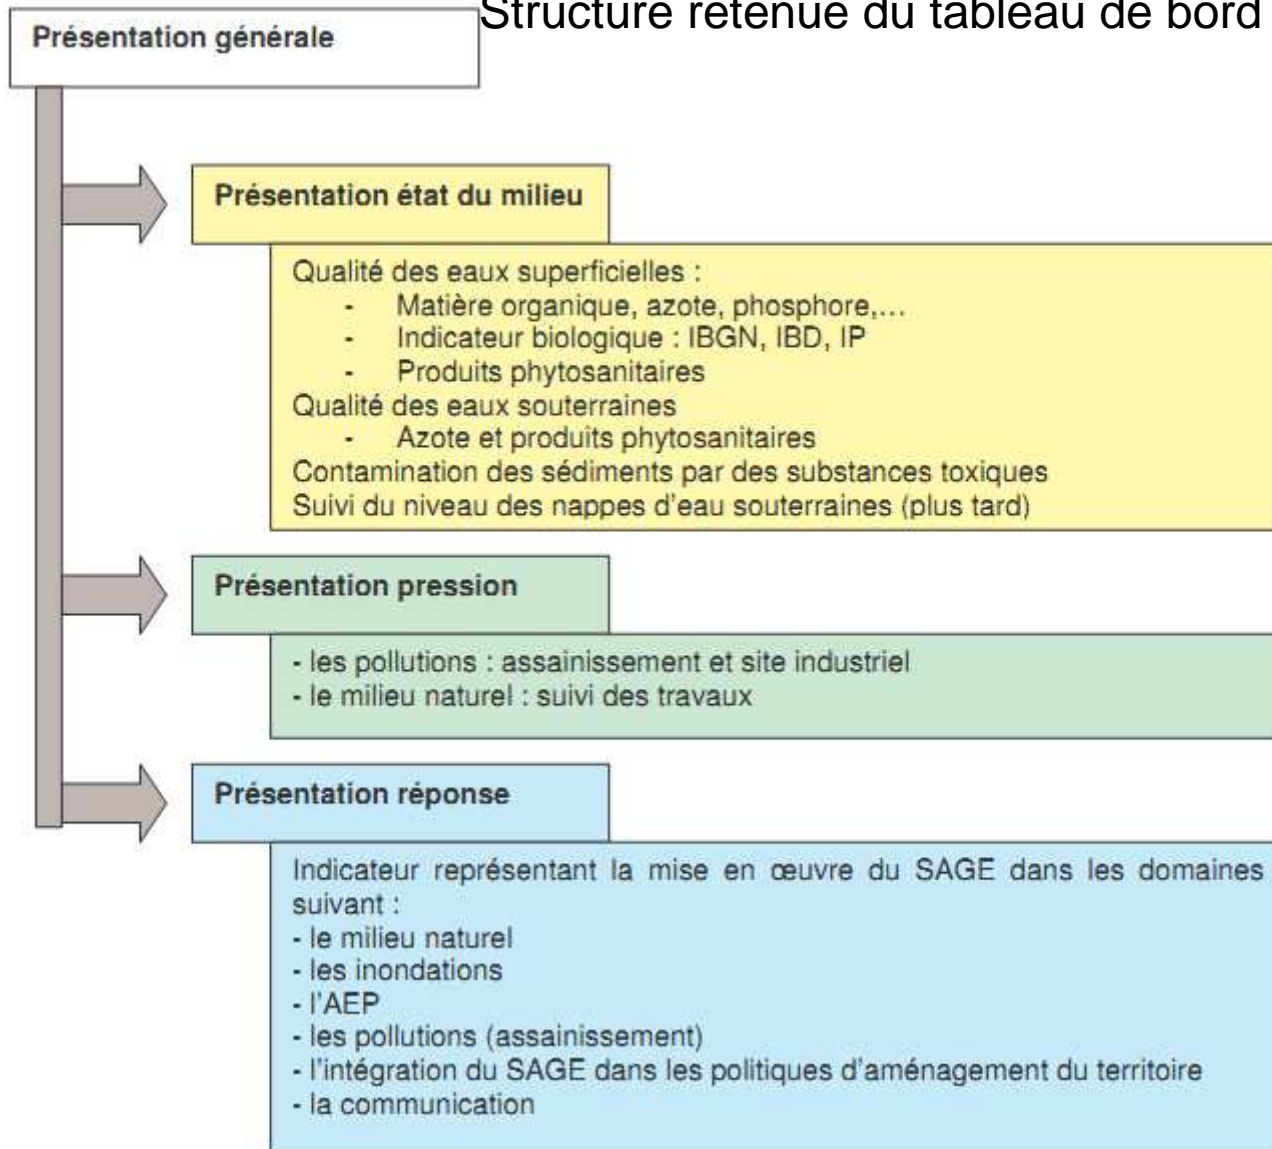 Structure retenue du tableau de bord
Présentation générale
Présentation état du milieu
Qualité des eaux superficielles :
- Matière organique, azote, phosphore,…
- Indicateur biologique : IBGN, IBD, IP
- Produits phytosanitaires
Qualité des eaux souterraines
- Azote et produits phytosanitaires
Contamination des sédiments par des substances toxiques
Suivi du niveau des nappes d'eau souterraines (plus tard)
Présentation pression
- les pollutions : assainissement et site industriel
- le milieu naturel : suivi des travaux
Présentation réponse
Indicateur représentant la mise en œuvre du SAGE dans les domaines
suivant :
- le milieu naturel
- les inondations
- l'AEP
- les pollutions (assainissement)
- l'intégration du SAGE dans les politiques d'aménagement du territoire
- la communication